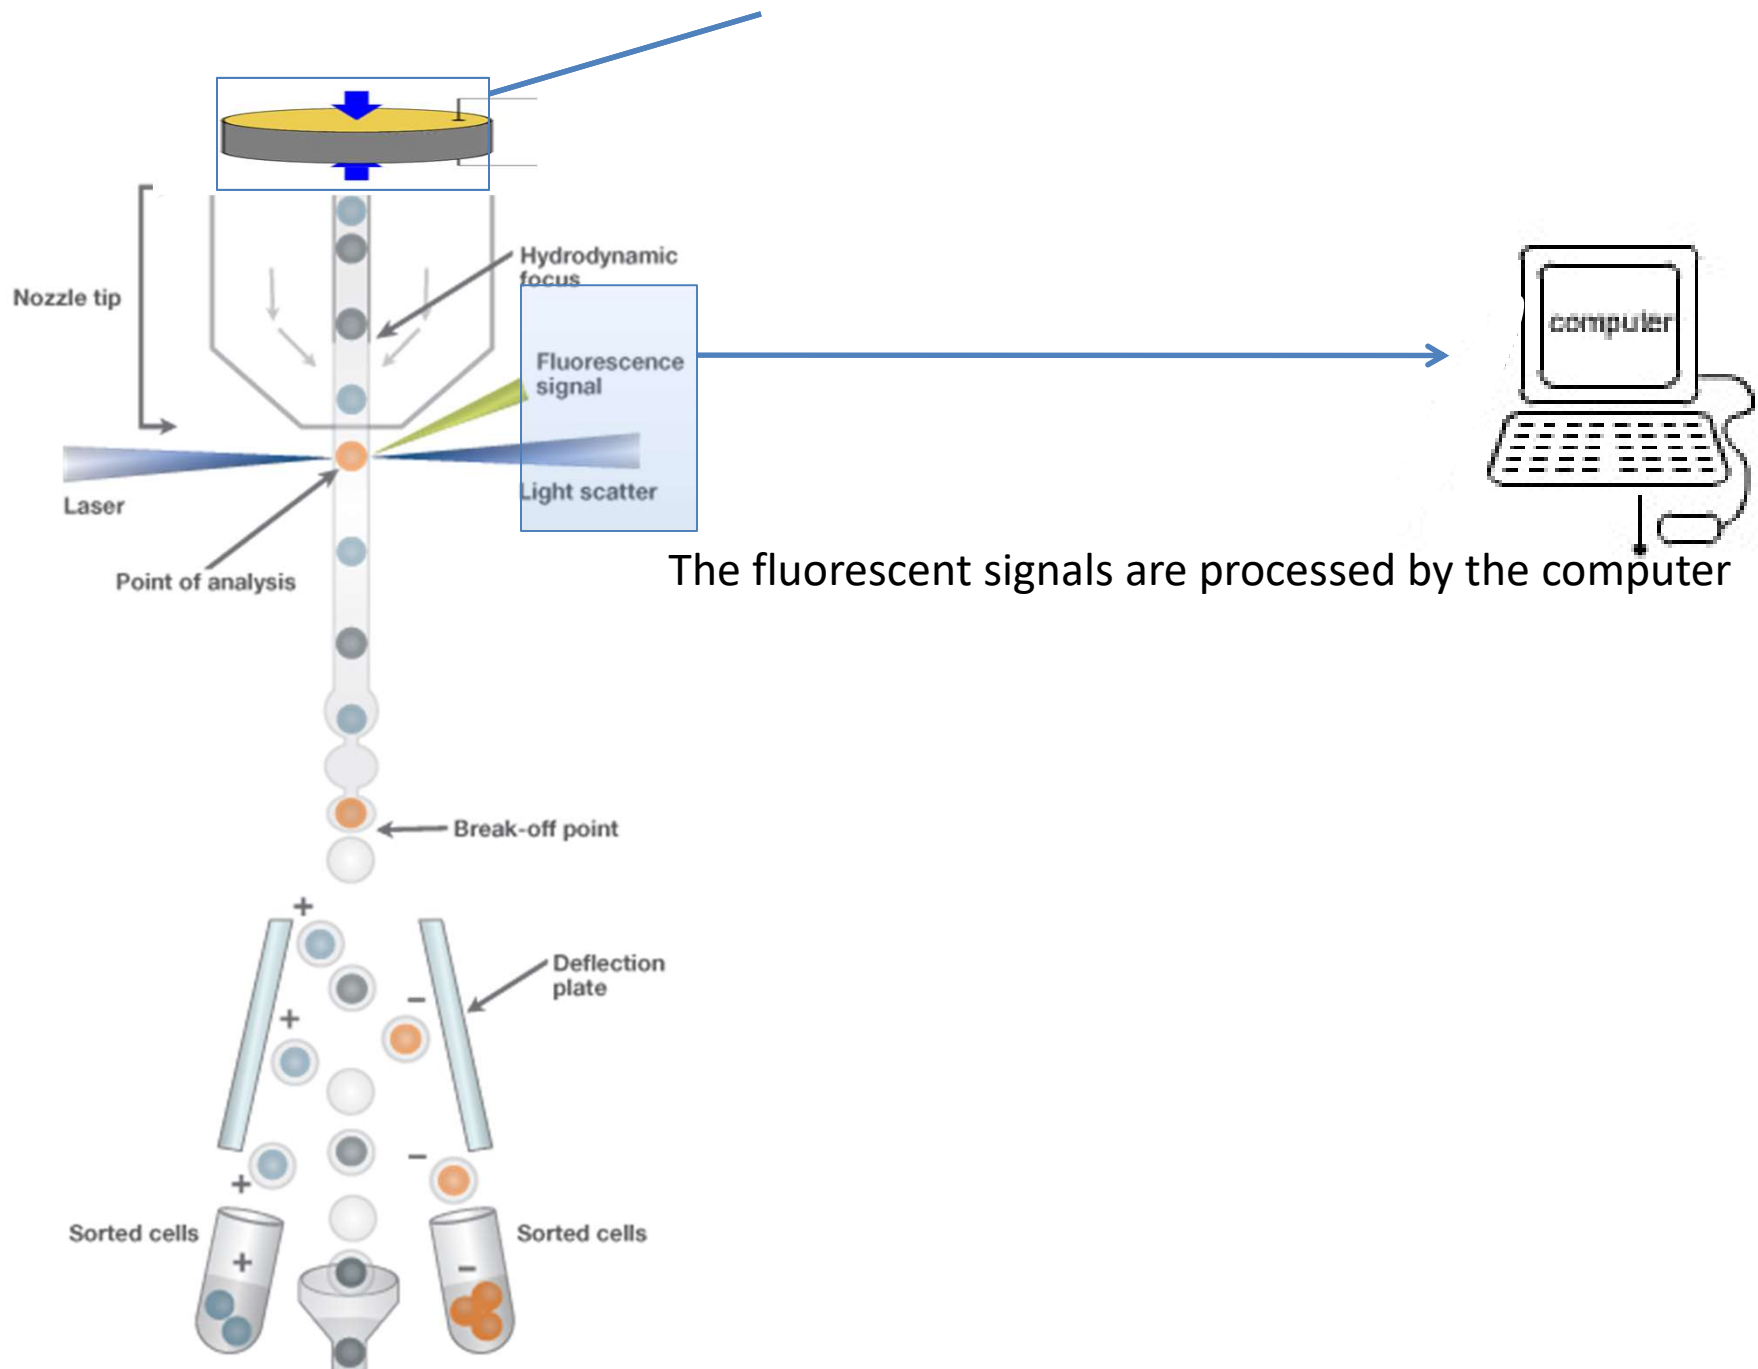 Nozzle tip
Hydrodynamic
focus
Fluorescence
signal
computer
Laser
Light scatter
Point of analysis
The fluorescent signals are processed by the computer
Break-off point
+
Deflection
plate
−
+
−
+
Sorted cells
Sorted cells
+
−